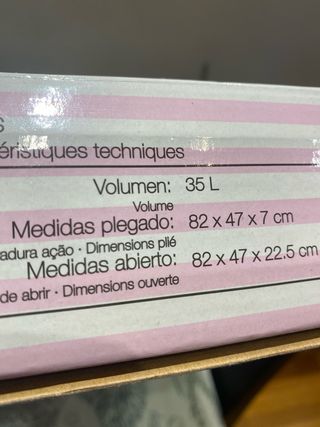 éristiques techniques
Volumen: 35 L
Volume
Medidas plegado: 82 x 47 x 7 cm
adura ação · Dimensions plié
Medidas abierto: 82 x 47 x 22.5 cm
de abrir · Dimensions ouverte